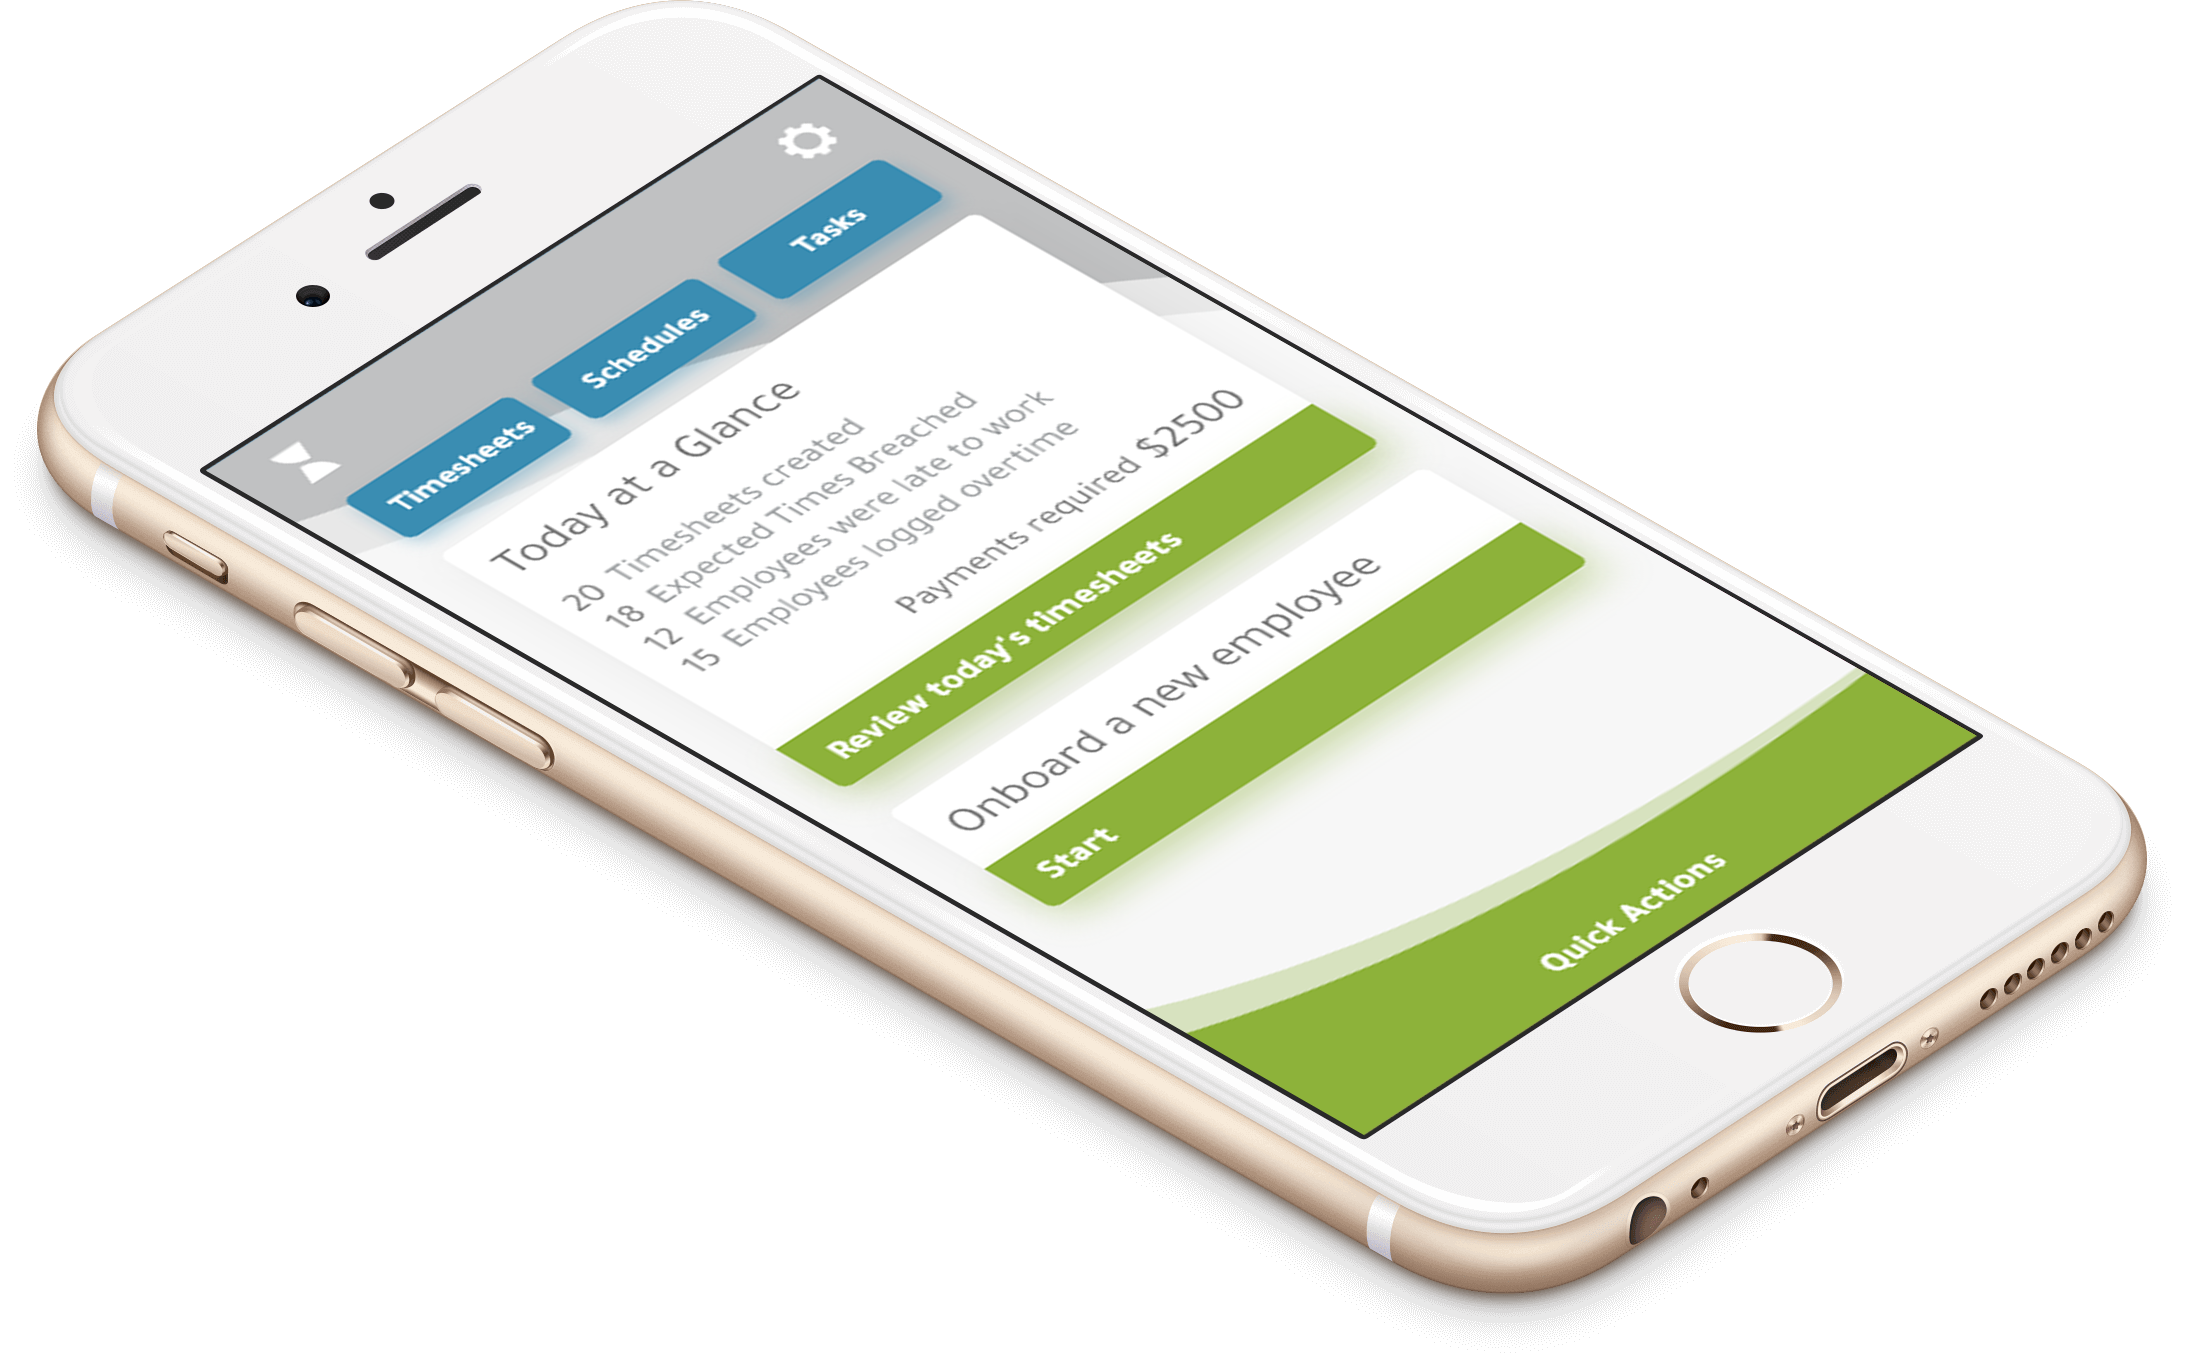 Timesheets
Schedules
Tasks
Today at a Glance
20 Timesheets created
18 Expected Times Breached
12 Employees were late to work
15 Employees logged overtime
Payments required $2500
Review today's timesheets
Onboard a new employee
Start
Quick Actions